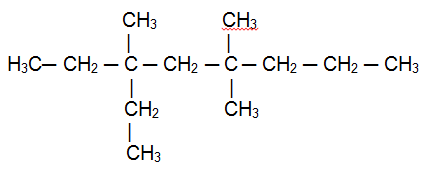 CH₃ CH₃
H₃C – CH₂ – C – CH₂ – C – CH₂ – CH₂ – CH₃
CH₂ CH₃
CH₃